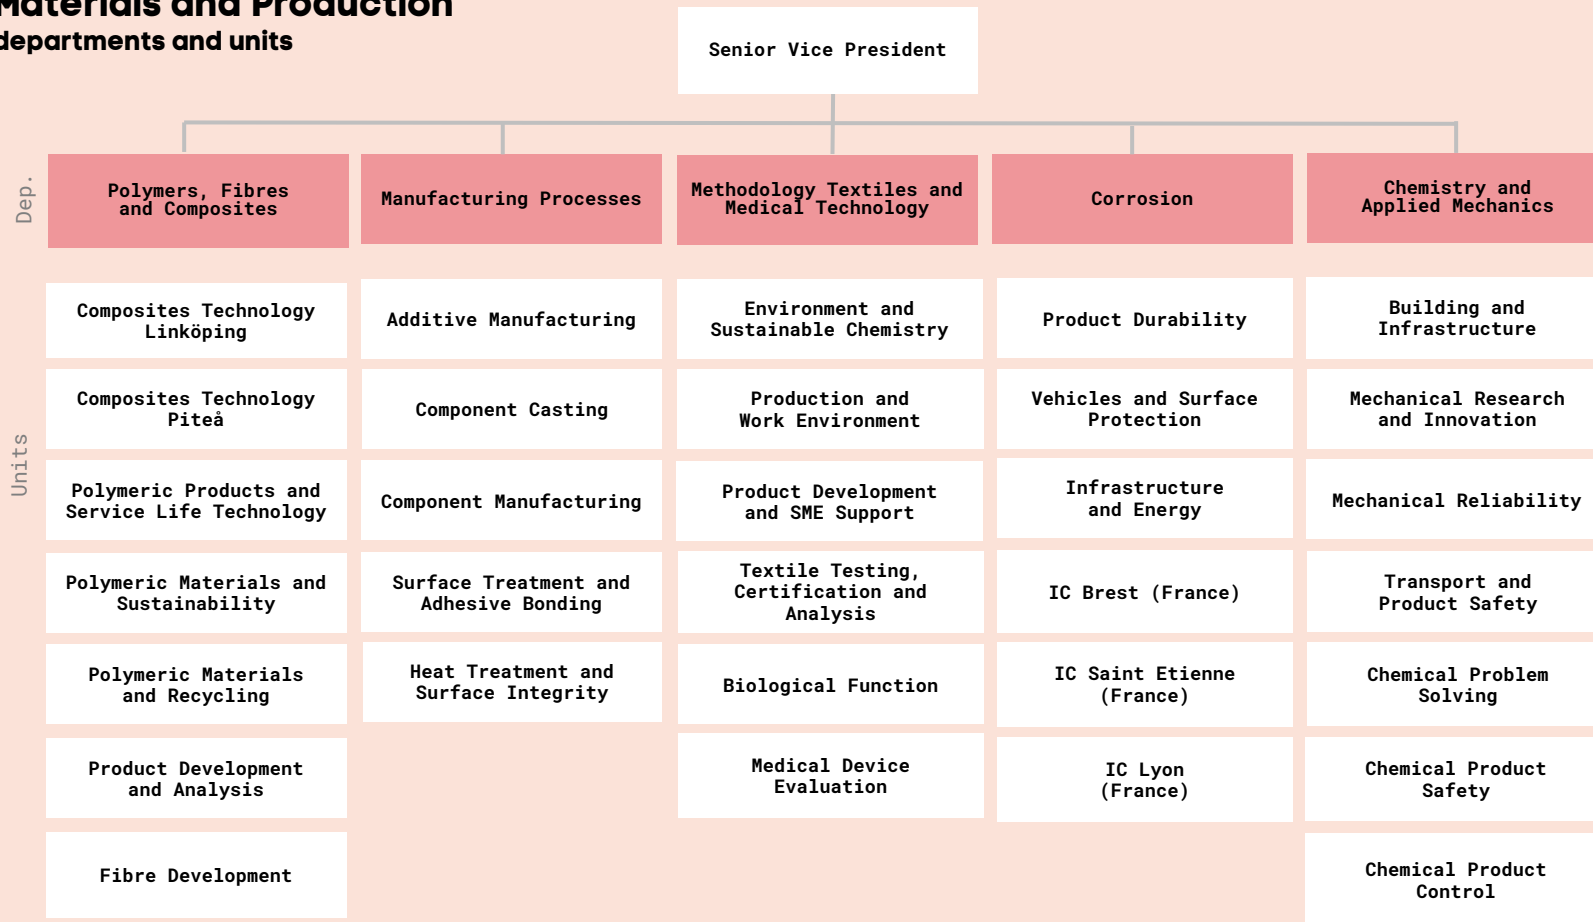 Materials and Production
departments and units
Senior Vice President
Dep.
Polymers, Fibres
and Composites
Manufacturing Processes
Methodology Textiles and
Medical Technology
Corrosion
Chemistry and
Applied Mechanics
Units
Composites Technology
Linköping
Composites Technology
Piteå
Polymeric Products and
Service Life Technology
Polymeric Materials and
Sustainability
Polymeric Materials
and Recycling
Product Development
and Analysis
Fibre Development
Additive Manufacturing
Component Casting
Component Manufacturing
Surface Treatment and
Adhesive Bonding
Heat Treatment and
Surface Integrity
Environment and
Sustainable Chemistry
Production and
Work Environment
Product Development
and SME Support
Textile Testing,
Certification and
Analysis
Biological Function
Medical Device
Evaluation
Product Durability
Vehicles and Surface
Protection
Infrastructure
and Energy
IC Brest (France)
IC Saint Etienne
(France)
IC Lyon
(France)
Building and
Infrastructure
Mechanical Research
and Innovation
Mechanical Reliability
Transport and
Product Safety
Chemical Problem
Solving
Chemical Product
Safety
Chemical Product
Control